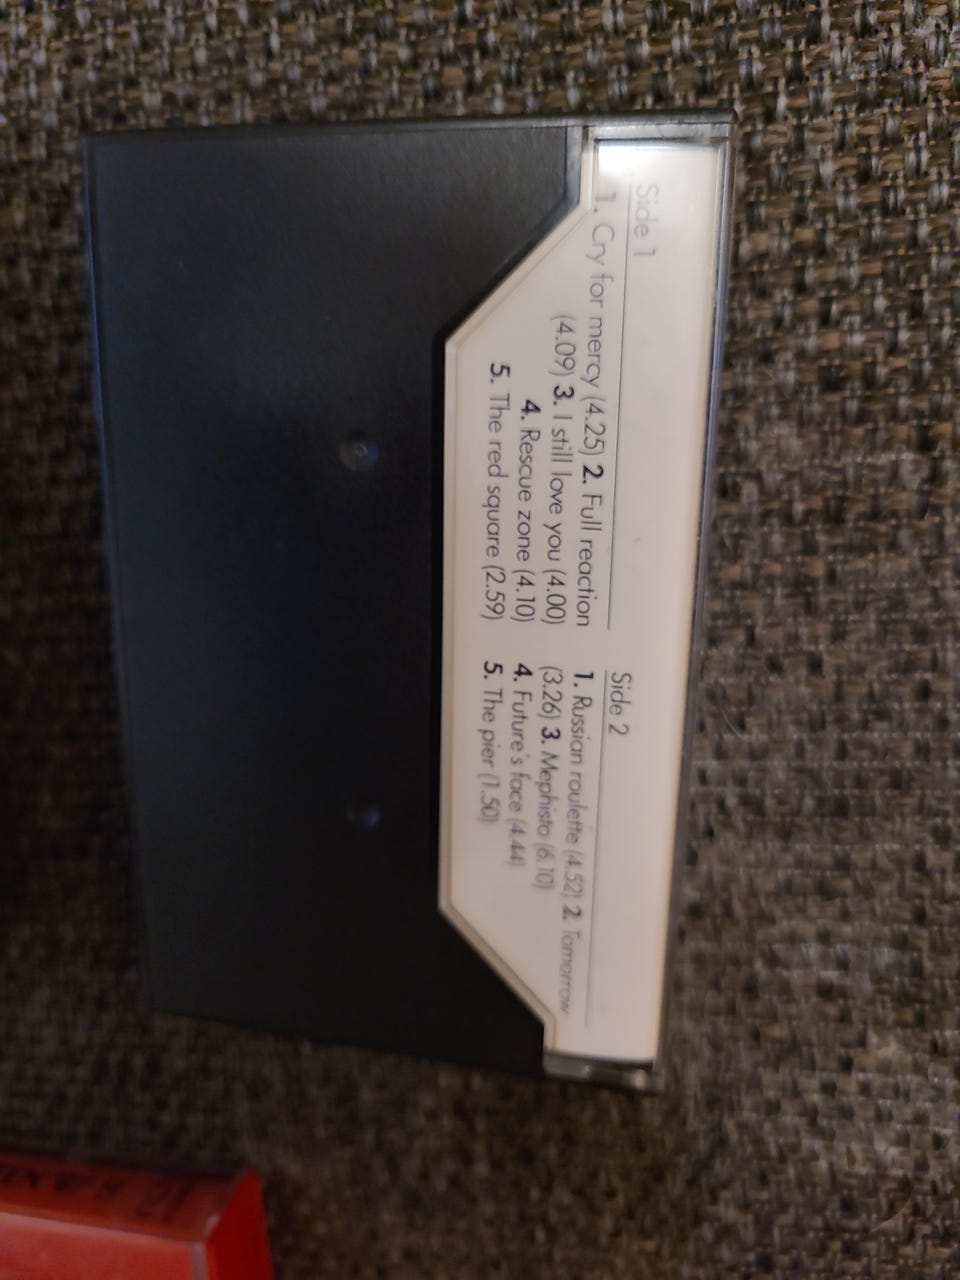 Side 1
1. Cry for mercy (4.25) 2. Full reaction
(4.09) 3. I still love you (4.00)
4. Rescue zone (4.10)
5. The red square (2.59)
Side 2
1. Russian roulette (4.52) 2. Tomorrow
(3.26) 3. Mephisto (6.10)
4. Future's face (4.44)
5. The pier (1.50)